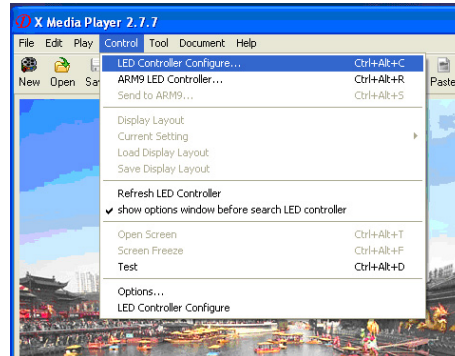 X Media Player 2.7.7
File Edit Play Control Tool Document Help
New Open Sa Paste
LED Controller Configure... Ctrl+Alt+C
ARM9 LED Controller... Ctrl+Alt+R
Send to ARM9... Ctrl+Alt+S
Display Layout
Current Setting
Load Display Layout
Save Display Layout
Refresh LED Controller
show options window before search LED controller
Open Screen Ctrl+Alt+T
Screen Freeze Ctrl+Alt+F
Test Ctrl+Alt+D
Options...
LED Controller Configure